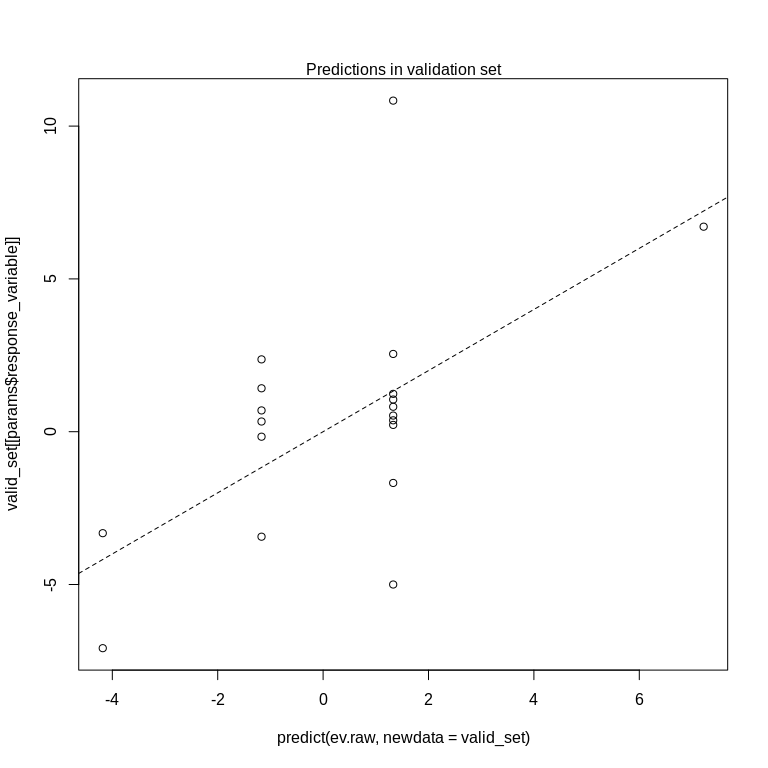 Predictions in validation set
10
5
0
-5
valid_set[[params$response_variable]]
-4 -2 0 2 4 6
predict(ev.raw, newdata = valid_set)